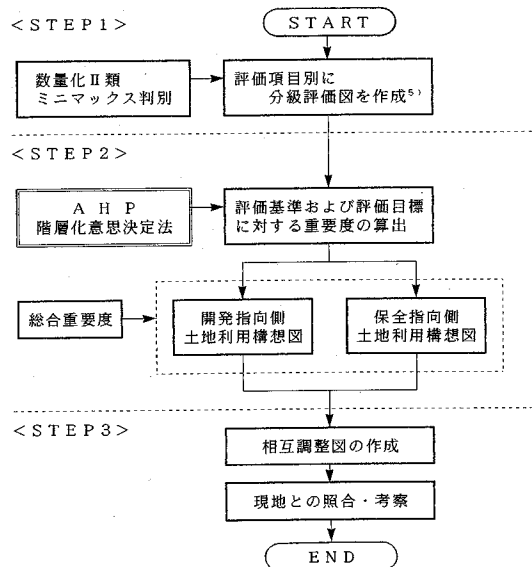 <STEP1>
START
数量化Ⅱ類
ミニマックス判別
評価項目別に
分級評価図を作成⁵⁾
<STEP2>
AHP
階層化意思決定法
評価基準および評価目標
に対する重要度の算出
総合重要度
開発指向側
土地利用構想図
保全指向側
土地利用構想図
<STEP3>
相互調整図の作成
現地との照合・考察
END